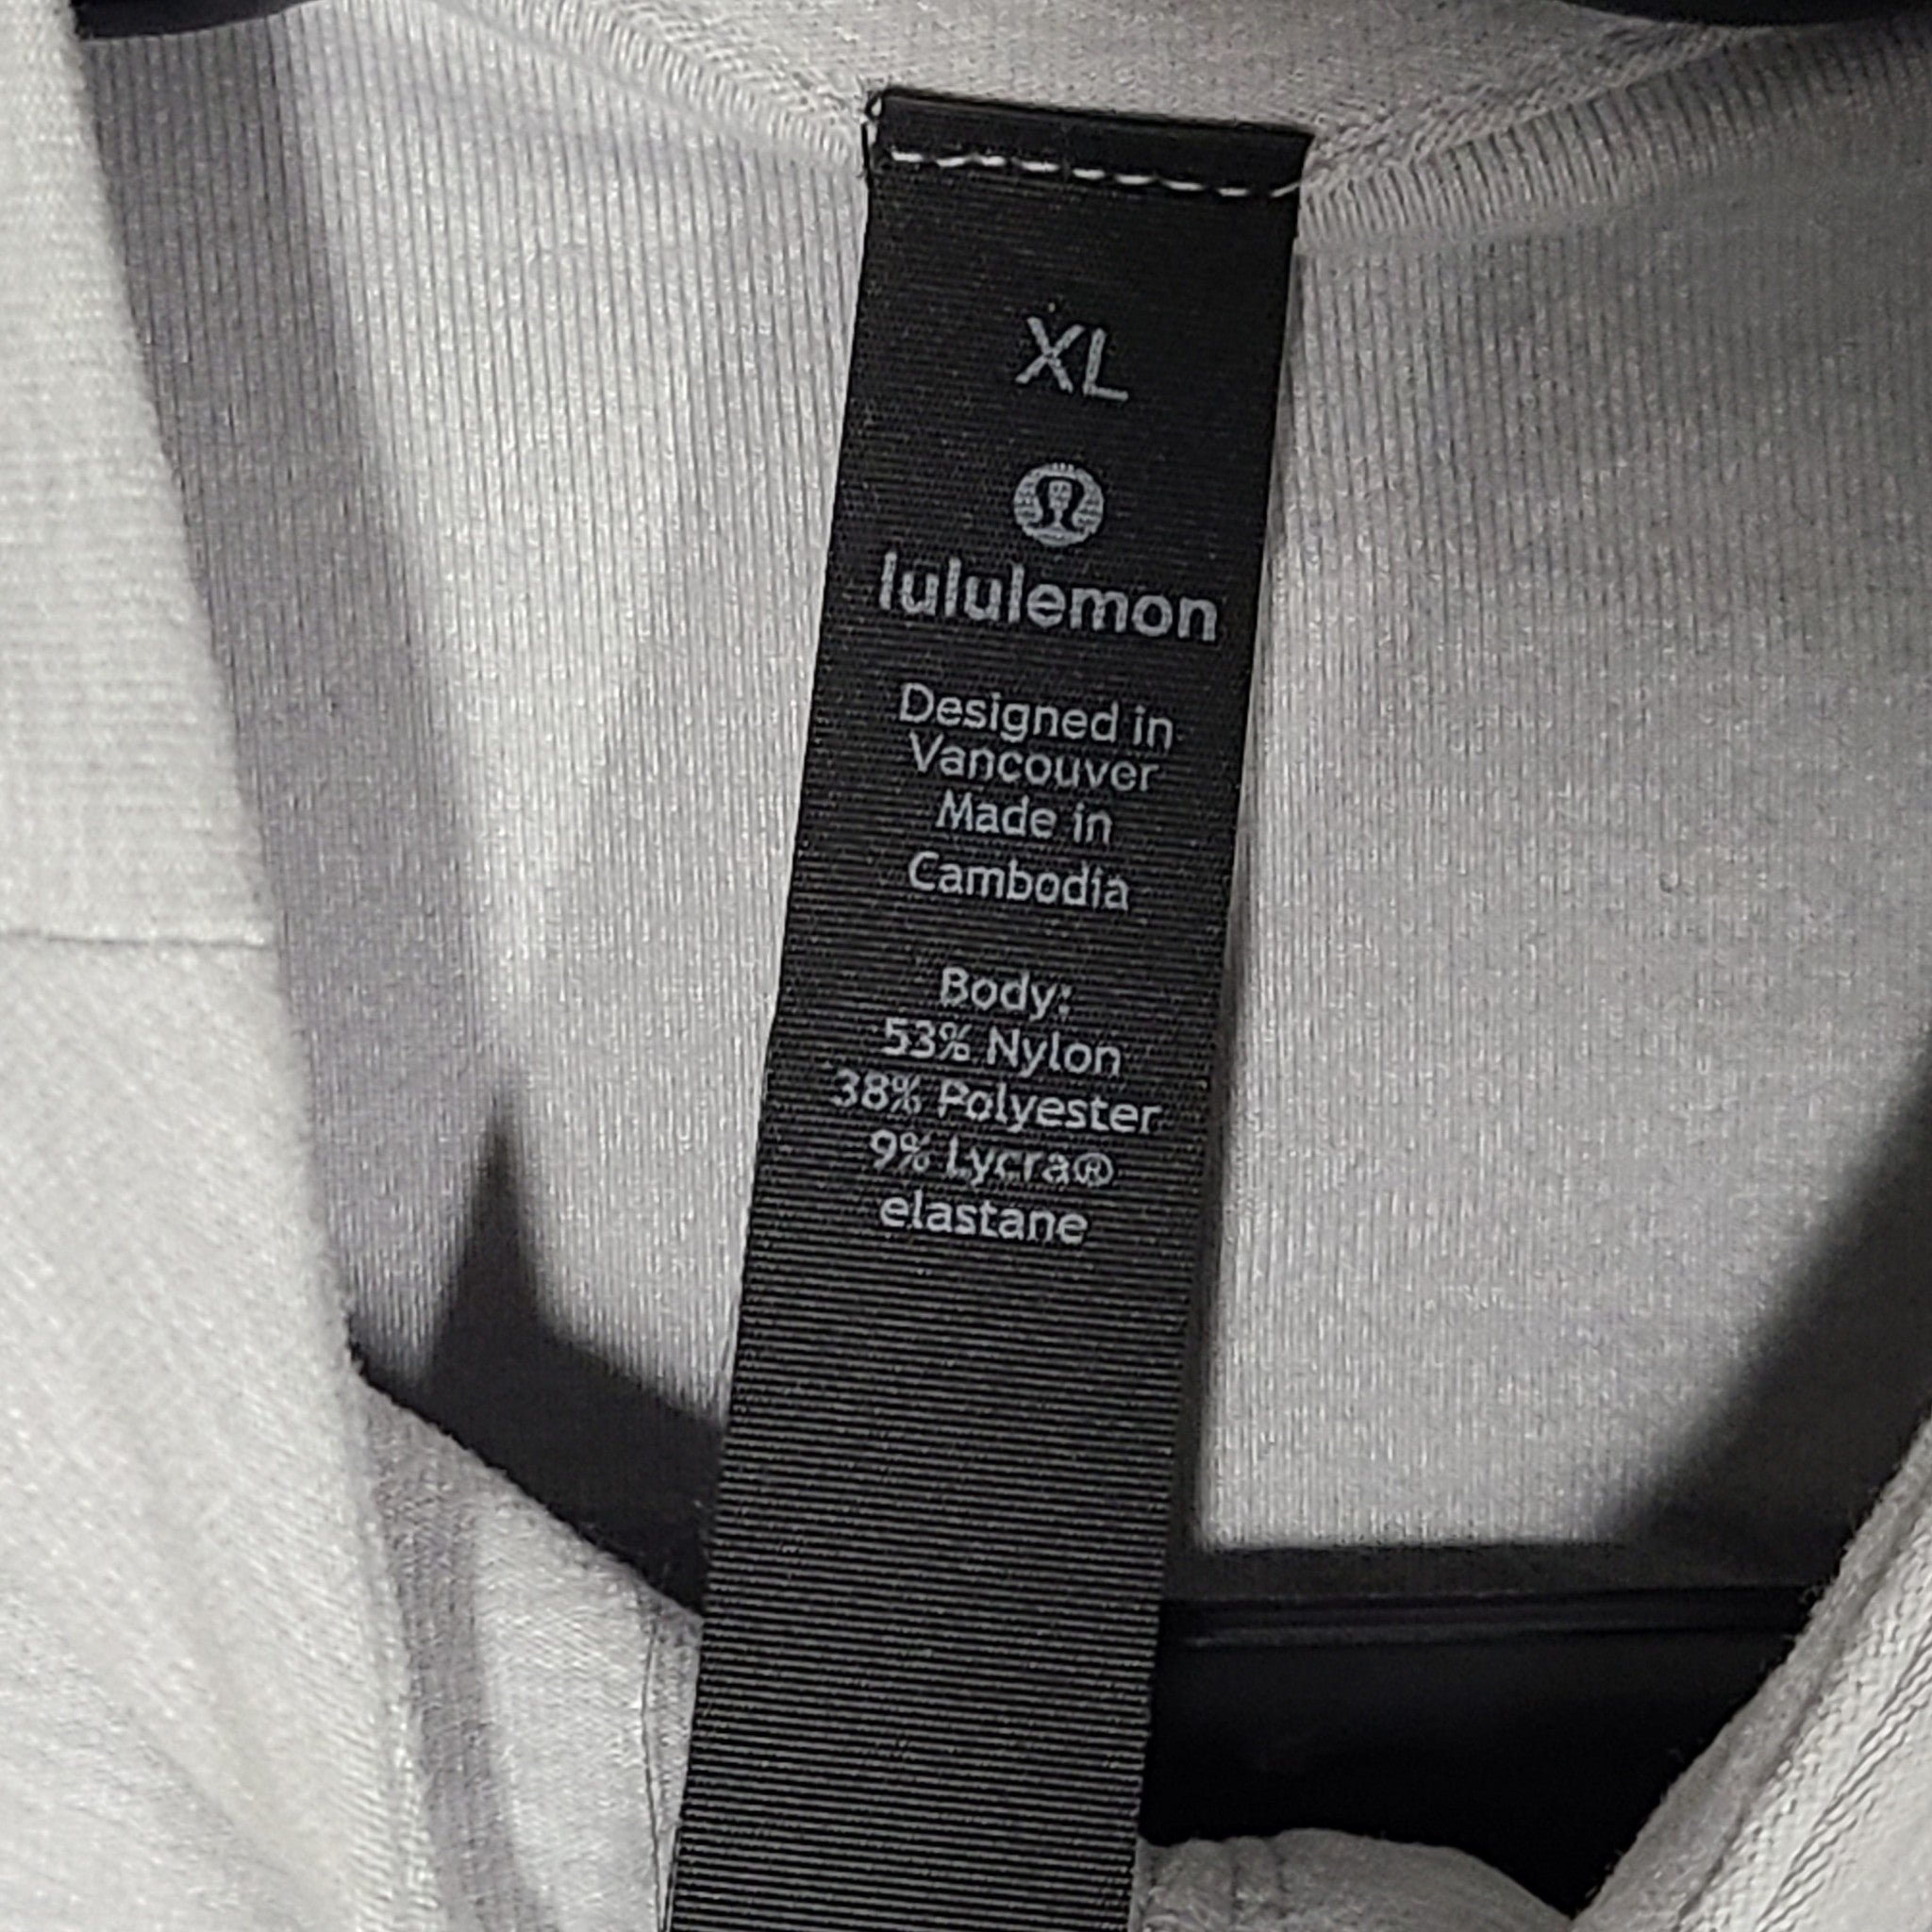 XL
lululemon
Designed in
Vancouver
Made in
Cambodia
Body:
53% Nylon
38% Polyester
9% Lycra®
elastane